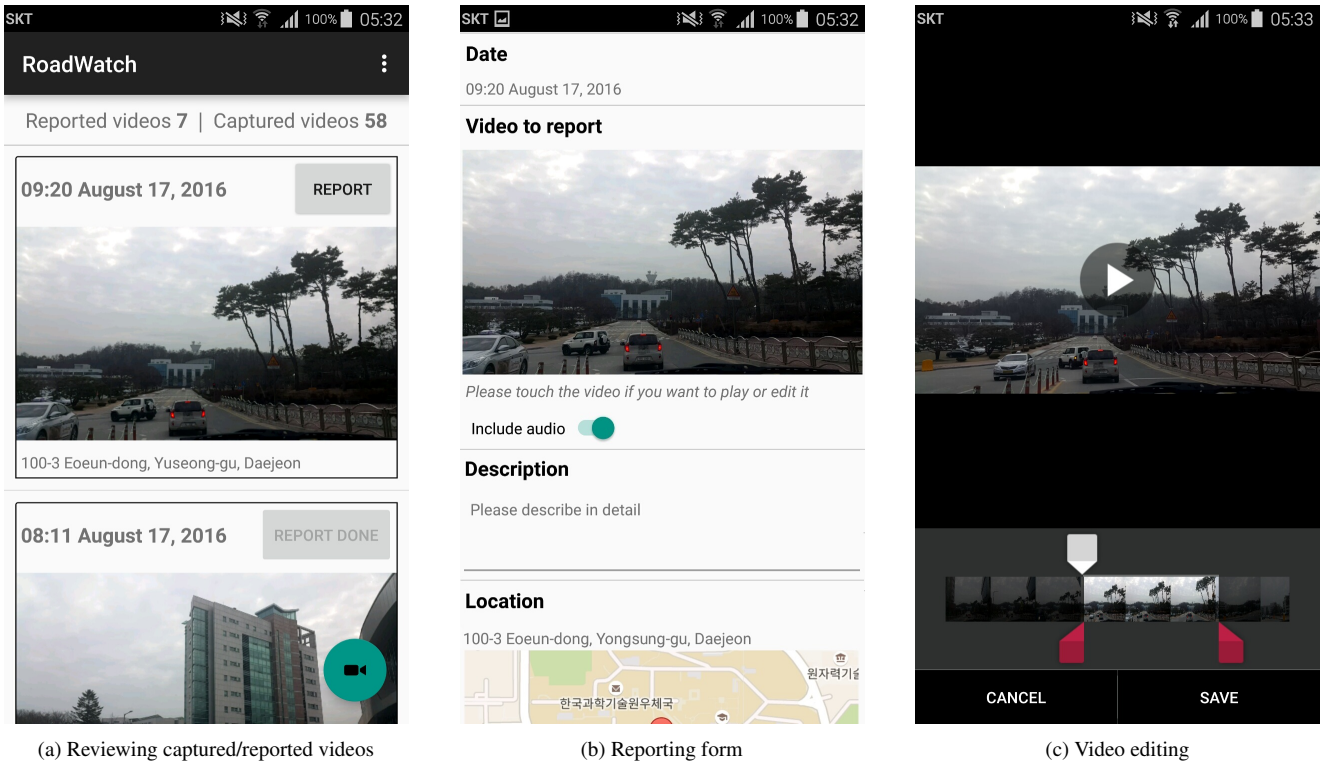 SKT 100% 05:32
RoadWatch
Reported videos 7 | Captured videos 58
09:20 August 17, 2016 REPORT
100-3 Eoeun-dong, Yuseong-gu, Daejeon
08:11 August 17, 2016 REPORT DONE
(a) Reviewing captured/reported videos
SKT 100% 05:32
Date
09:20 August 17, 2016
Video to report
Please touch the video if you want to play or edit it
Include audio
Description
Please describe in detail
Location
100-3 Eoeun-dong, Yongsung-gu, Daejeon
원자력기술
한국과학기술원우체국
(b) Reporting form
SKT 100% 05:33
CANCEL SAVE
(c) Video editing